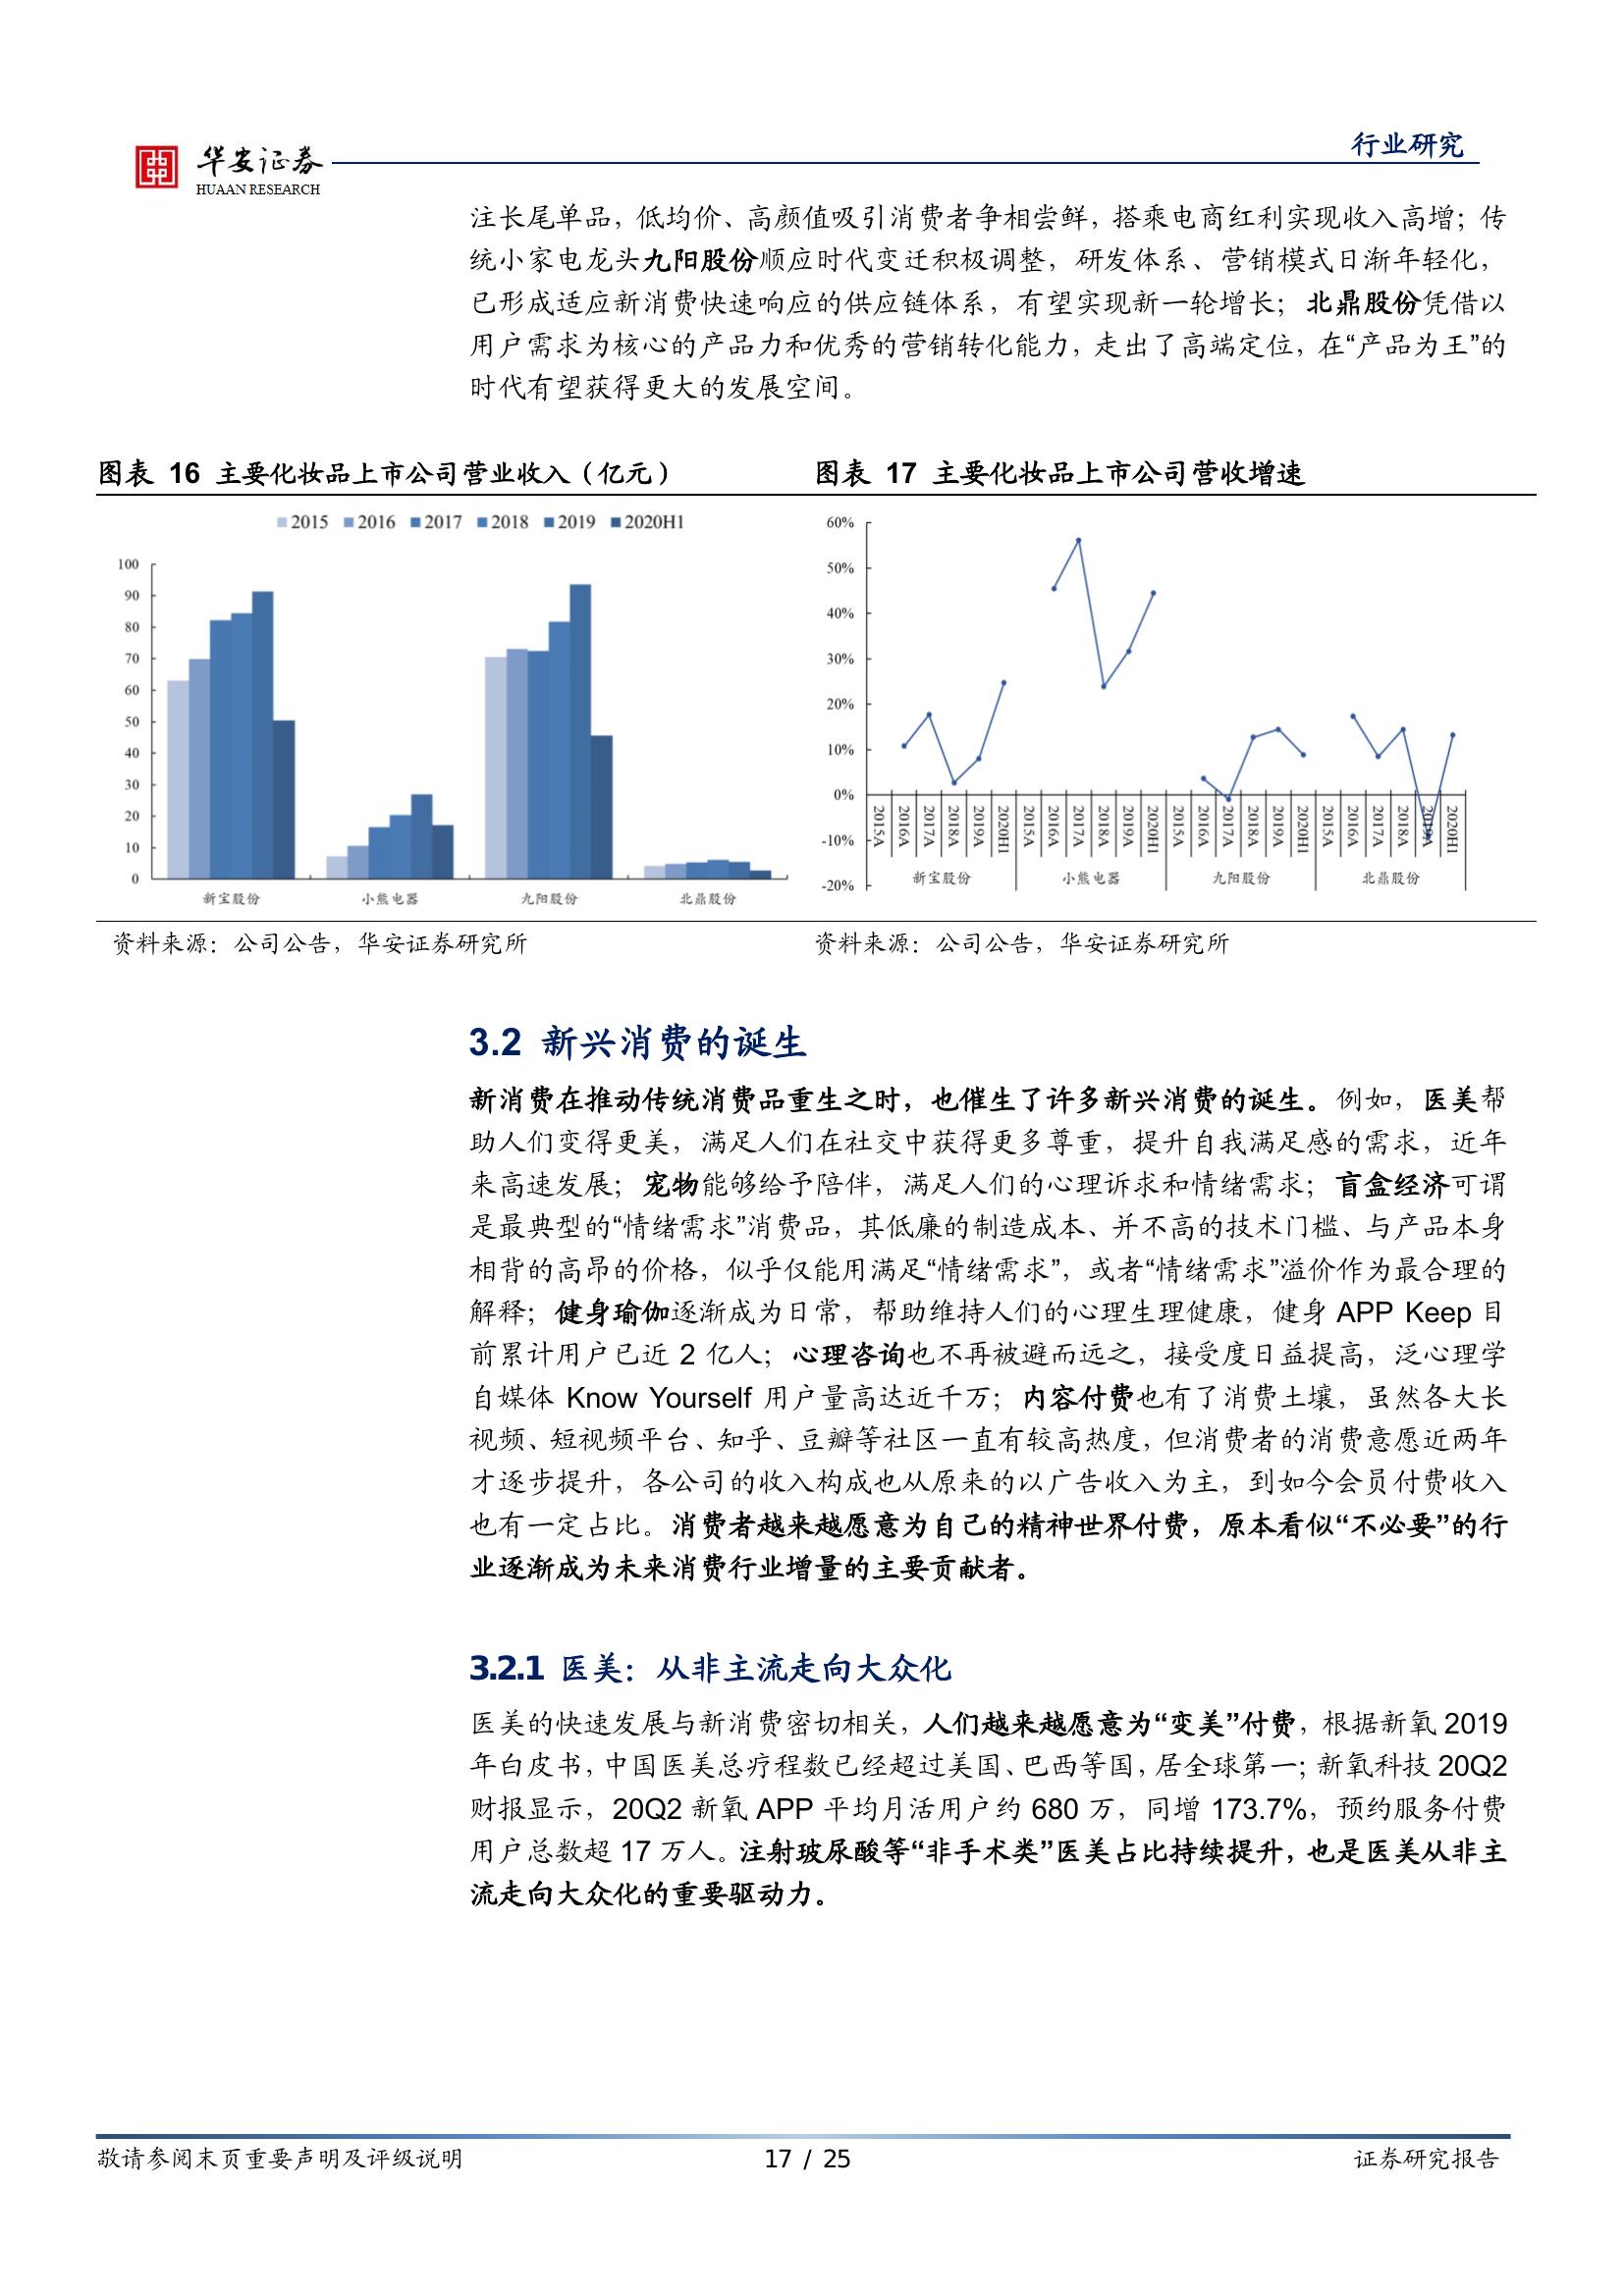 华安证券
HUAAN RESEARCH
行业研究
注长尾单品，低均价、高颜值吸引消费者争相尝鲜，搭乘电商红利实现收入高增；传
统小家电龙头九阳股份顺应时代变迁积极调整，研发体系、营销模式日渐年轻化，
已形成适应新消费快速响应的供应链体系，有望实现新一轮增长；北鼎股份凭借以
用户需求为核心的产品力和优秀的营销转化能力，走出了高端定位，在“产品为王”的
时代有望获得更大的发展空间。
图表 16 主要化妆品上市公司营业收入（亿元）
2015 2016 2017 2018 2019 2020H1
100
90
80
70
60
50
40
30
20
10
0
新宝股份 小熊电器 九阳股份 北鼎股份
资料来源：公司公告，华安证券研究所
图表 17 主要化妆品上市公司营收增速
60%
50%
40%
30%
20%
10%
0%
-10%
-20%
2015A 2016A 2017A 2018A 2019A 2020H1 2015A 2016A 2017A 2018A 2019A 2020H1 2015A 2016A 2017A 2018A 2019A 2020H1 2015A 2016A 2017A 2018A 2019A 2020H1
新宝股份 小熊电器 九阳股份 北鼎股份
资料来源：公司公告，华安证券研究所
3.2 新兴消费的诞生
新消费在推动传统消费品重生之时，也催生了许多新兴消费的诞生。例如，医美帮
助人们变得更美，满足人们在社交中获得更多尊重，提升自我满足感的需求，近年
来高速发展；宠物能够给予陪伴，满足人们的心理诉求和情绪需求；盲盒经济可谓
是最典型的“情绪需求”消费品，其低廉的制造成本、并不高的技术门槛、与产品本身
相背的高昂的价格，似乎仅能用满足“情绪需求”，或者“情绪需求”溢价作为最合理的
解释；健身瑜伽逐渐成为日常，帮助维持人们的心理生理健康，健身 APP Keep 目
前累计用户已近 2 亿人；心理咨询也不再被避而远之，接受度日益提高，泛心理学
自媒体 Know Yourself 用户量高达近千万；内容付费也有了消费土壤，虽然各大长
视频、短视频平台、知乎、豆瓣等社区一直有较高热度，但消费者的消费意愿近两年
才逐步提升，各公司的收入构成也从原来的以广告收入为主，到如今会员付费收入
也有一定占比。消费者越来越愿意为自己的精神世界付费，原本看似“不必要”的行
业逐渐成为未来消费行业增量的主要贡献者。
3.2.1 医美：从非主流走向大众化
医美的快速发展与新消费密切相关，人们越来越愿意为“变美”付费，根据新氧 2019
年白皮书，中国医美总疗程数已经超过美国、巴西等国，居全球第一；新氧科技 20Q2
财报显示，20Q2 新氧 APP 平均月活用户约 680 万，同增 173.7%，预约服务付费
用户总数超 17 万人。注射玻尿酸等“非手术类”医美占比持续提升，也是医美从非主
流走向大众化的重要驱动力。
敬请参阅末页重要声明及评级说明
17 / 25
证券研究报告